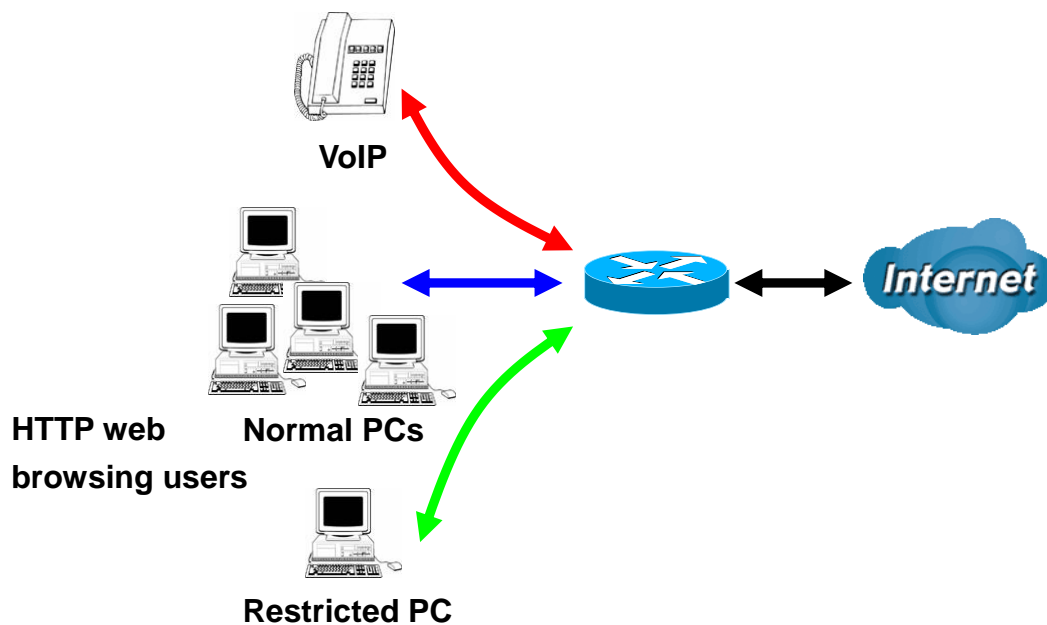 VoIP
Internet
HTTP web
browsing users
Normal PCs
Restricted PC